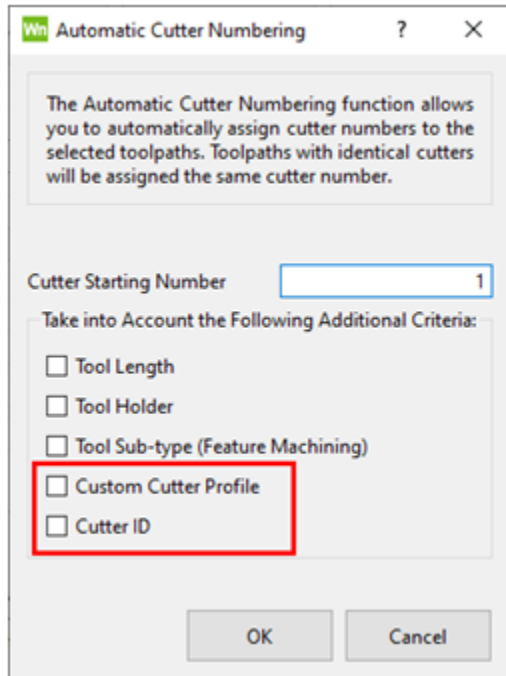 Wn Automatic Cutter Numbering ?
The Automatic Cutter Numbering function allows
you to automatically assign cutter numbers to the
selected toolpaths. Toolpaths with identical cutters
will be assigned the same cutter number.
Cutter Starting Number 1
Take into Account the Following Additional Criteria:
Tool Length
Tool Holder
Tool Sub-type (Feature Machining)
Custom Cutter Profile
Cutter ID
OK Cancel